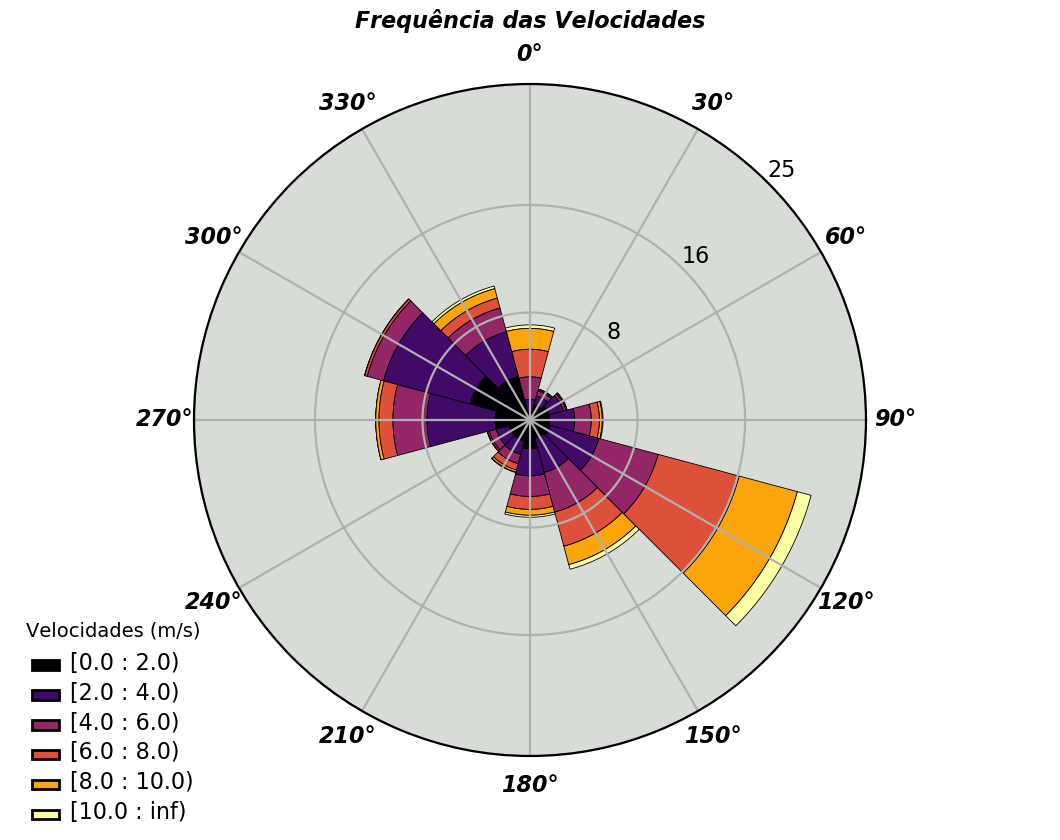 Frequência das Velocidades
0°
330°
30°
25
300°
60°
16
8
270°
90°
240°
120°
210°
150°
180°
Velocidades (m/s)
[0.0 : 2.0)
[2.0 : 4.0)
[4.0 : 6.0)
[6.0 : 8.0)
[8.0 : 10.0)
[10.0 : inf)